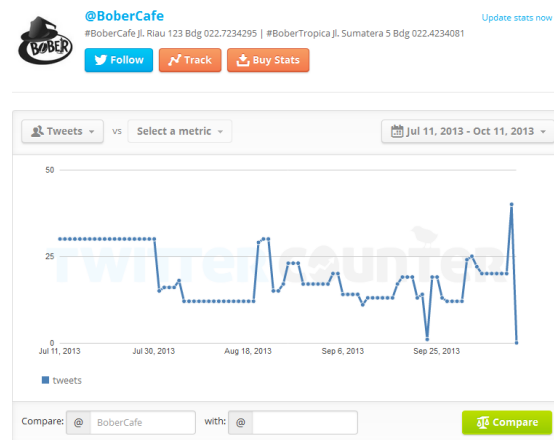 @BoberCafe
Update stats now
#BoberCafe Jl. Riau 123 Bdg 022.7234295 | #BoberTropica Jl. Sumatera 5 Bdg 022.4234081
BOBER
Follow Track Buy Stats
Tweets vs Select a metric Jul 11, 2013 - Oct 11, 2013
50
TWITTER COUNTER
25
0
Jul 11, 2013 Jul 30, 2013 Aug 18, 2013 Sep 6, 2013 Sep 25, 2013
tweets
Compare: @ BoberCafe with: @ Compare